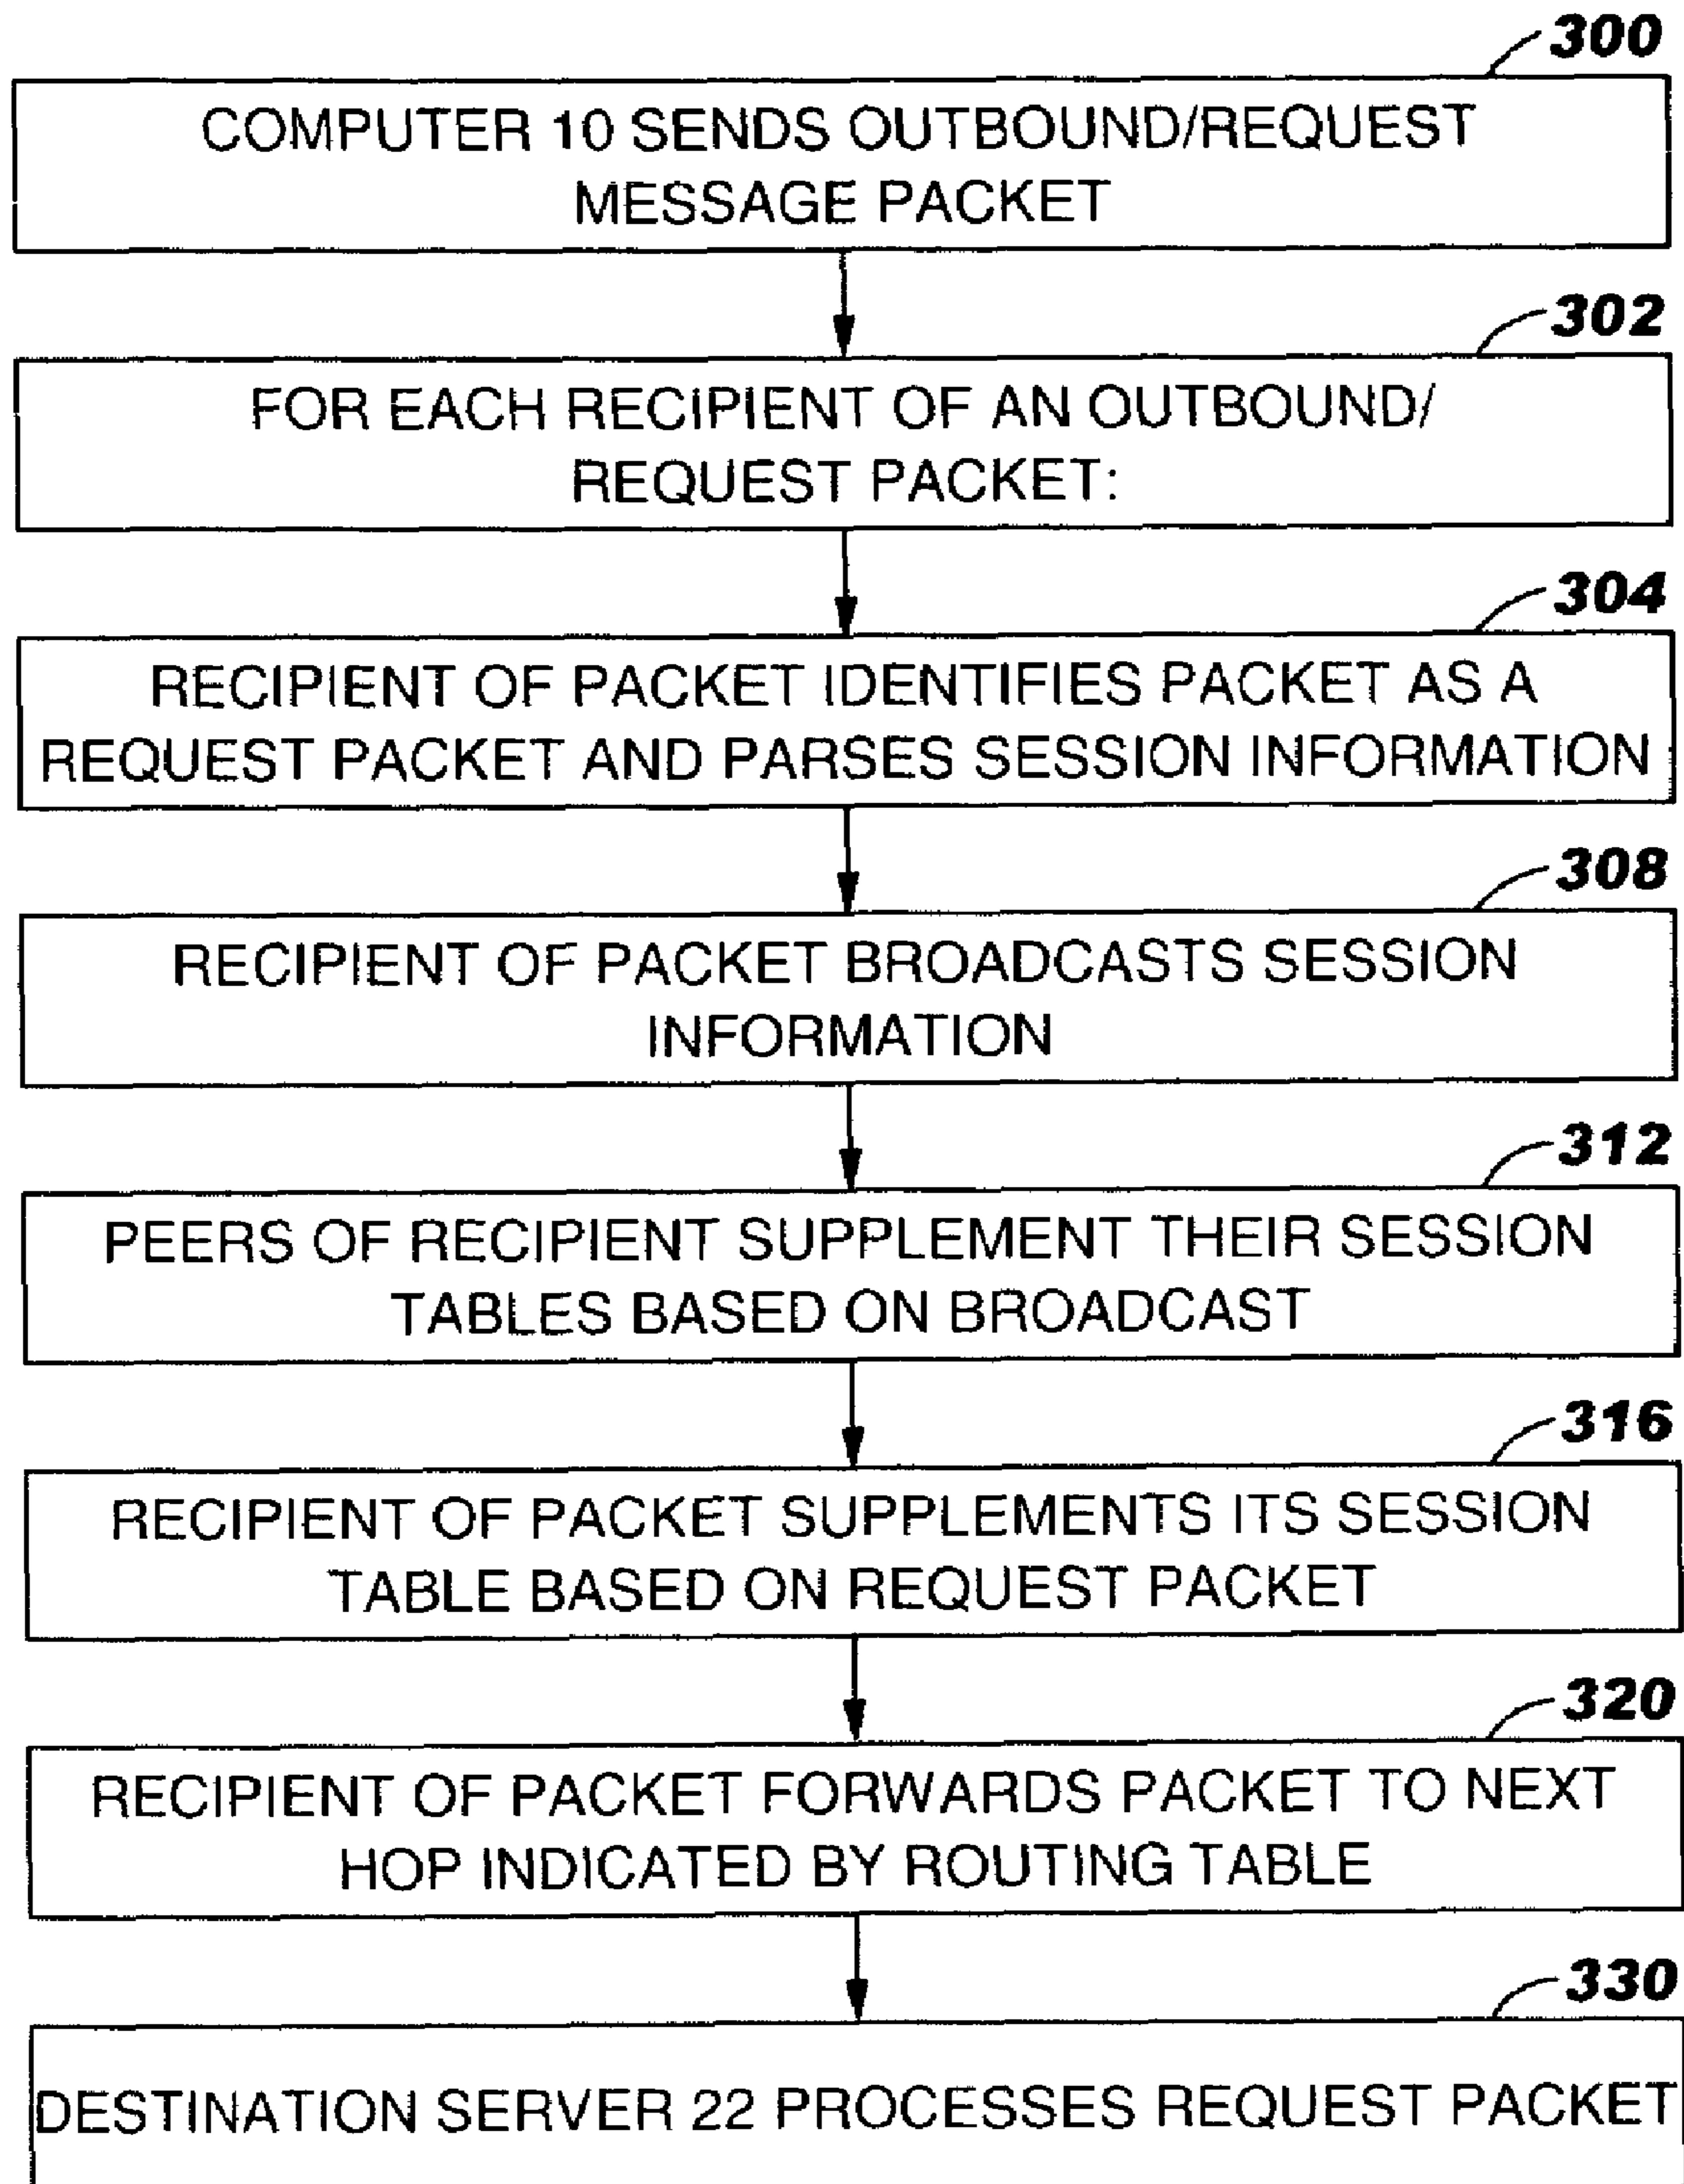 300
COMPUTER 10 SENDS OUTBOUND/REQUEST
MESSAGE PACKET
302
FOR EACH RECIPIENT OF AN OUTBOUND/
REQUEST PACKET:
304
RECIPIENT OF PACKET IDENTIFIES PACKET AS A
REQUEST PACKET AND PARSES SESSION INFORMATION
308
RECIPIENT OF PACKET BROADCASTS SESSION
INFORMATION
312
PEERS OF RECIPIENT SUPPLEMENT THEIR SESSION
TABLES BASED ON BROADCAST
316
RECIPIENT OF PACKET SUPPLEMENTS ITS SESSION
TABLE BASED ON REQUEST PACKET
320
RECIPIENT OF PACKET FORWARDS PACKET TO NEXT
HOP INDICATED BY ROUTING TABLE
330
DESTINATION SERVER 22 PROCESSES REQUEST PACKET